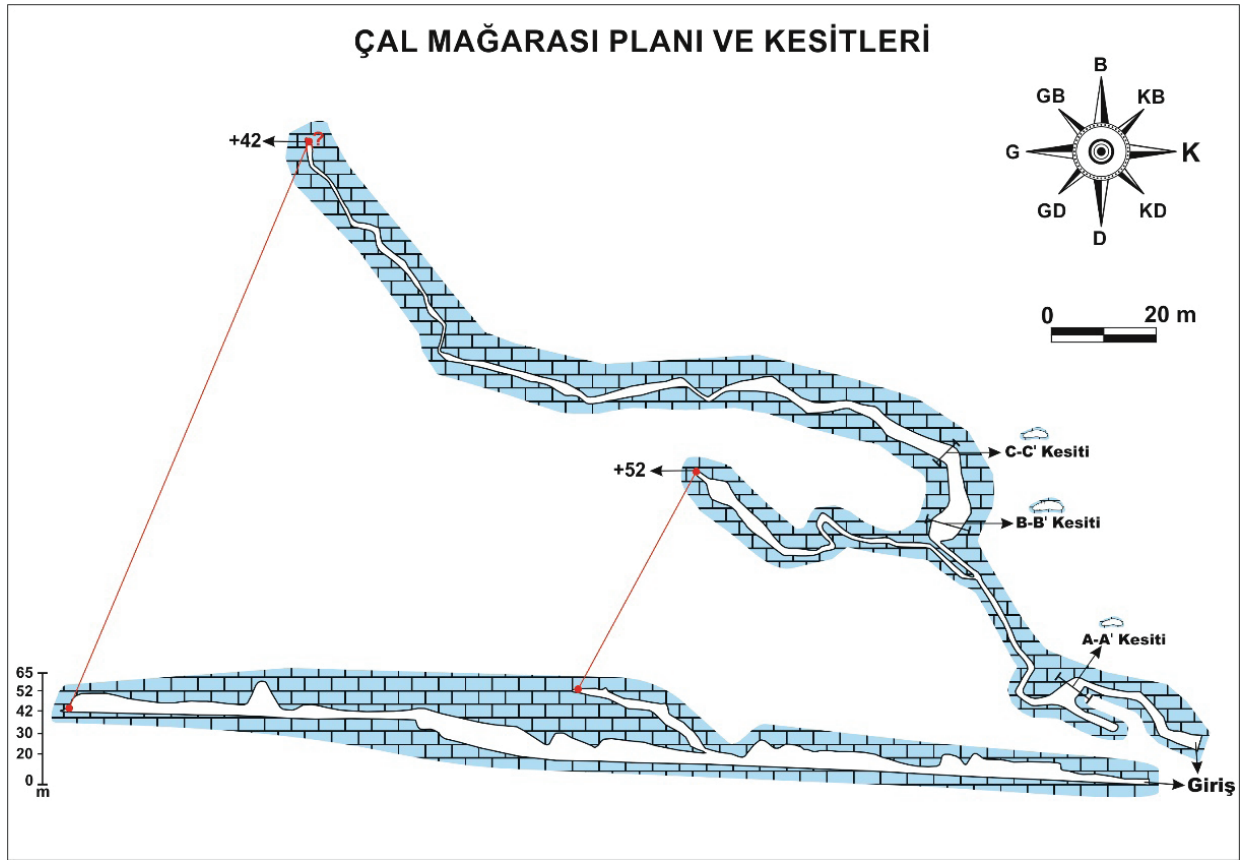 ÇAL MAĞARASI PLANI VE KESİTLERİ
B
GB
KB
G
K
GD
KD
D
+42
?
0
20 m
C-C' Kesiti
+52
B-B' Kesiti
A-A' Kesiti
65
52
42
30
20
0
m
Giriş